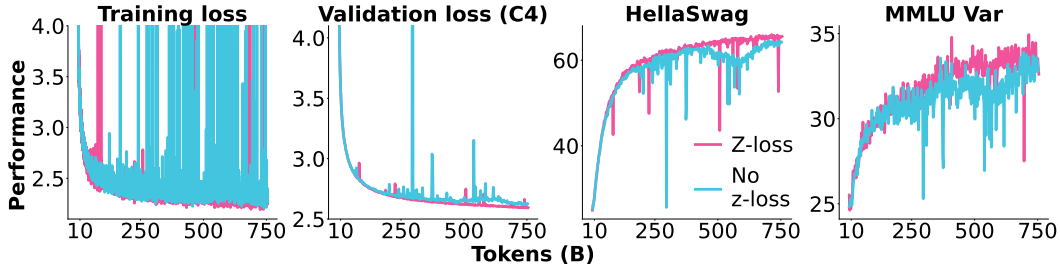 Training loss
Validation loss (C4)
HellaSwag
MMLU Var
Performance
4.0
3.5
3.0
2.5
10 250 500 750
4.0
3.5
3.0
2.5
10 250 500 750
60
40
10 250 500 750
Z-loss
No
z-loss
35
30
25
10 250 500 750
Tokens (B)